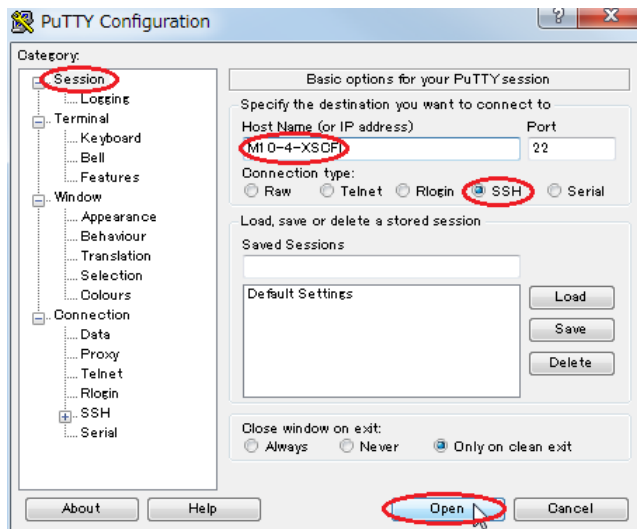 PuTTY Configuration
Category:
Session
Logging
Terminal
Keyboard
Bell
Features
Window
Appearance
Behaviour
Translation
Selection
Colours
Connection
Data
Proxy
Telnet
Rlogin
SSH
Serial
Basic options for your PuTTY session
Specify the destination you want to connect to
Host Name (or IP address) Port
M10-4-XSCF 22
Connection type:
Raw Telnet Rlogin SSH Serial
Load, save or delete a stored session
Saved Sessions
Default Settings
Load
Save
Delete
Close window on exit:
Always Never Only on clean exit
About Help Open Cancel